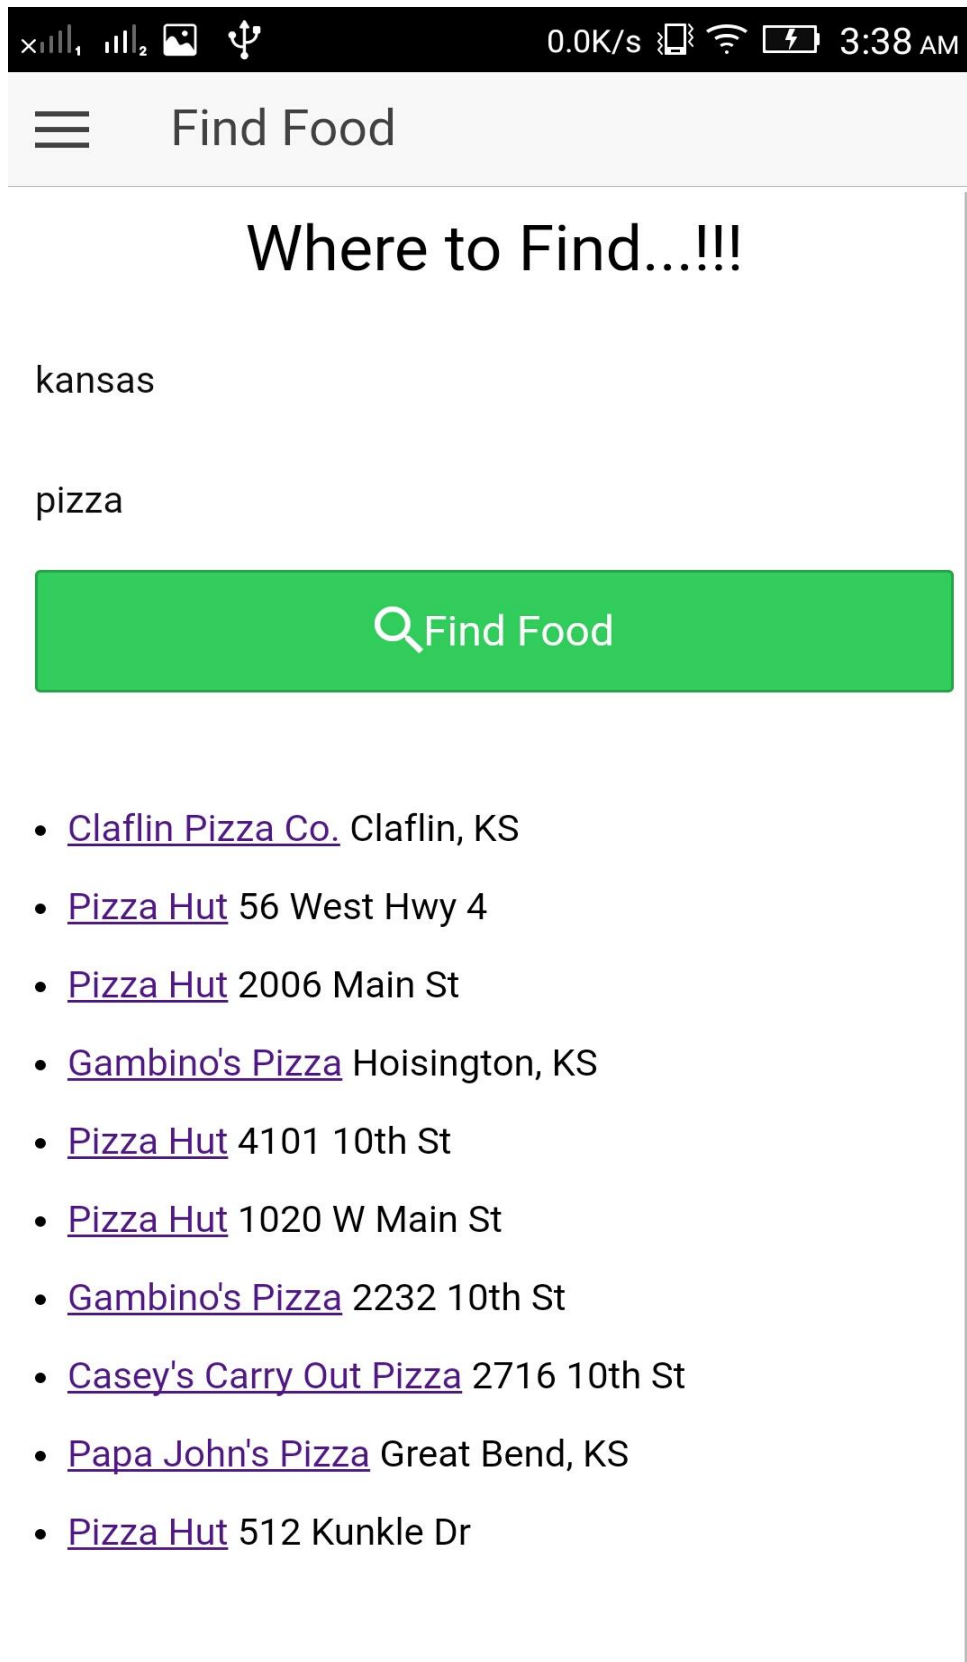 1 2 0.0K/s 3:38 AM
Find Food
Where to Find...!!!
kansas
pizza
Find Food
• Claflin Pizza Co. Claflin, KS
• Pizza Hut 56 West Hwy 4
• Pizza Hut 2006 Main St
• Gambino's Pizza Hoisington, KS
• Pizza Hut 4101 10th St
• Pizza Hut 1020 W Main St
• Gambino's Pizza 2232 10th St
• Casey's Carry Out Pizza 2716 10th St
• Papa John's Pizza Great Bend, KS
• Pizza Hut 512 Kunkle Dr